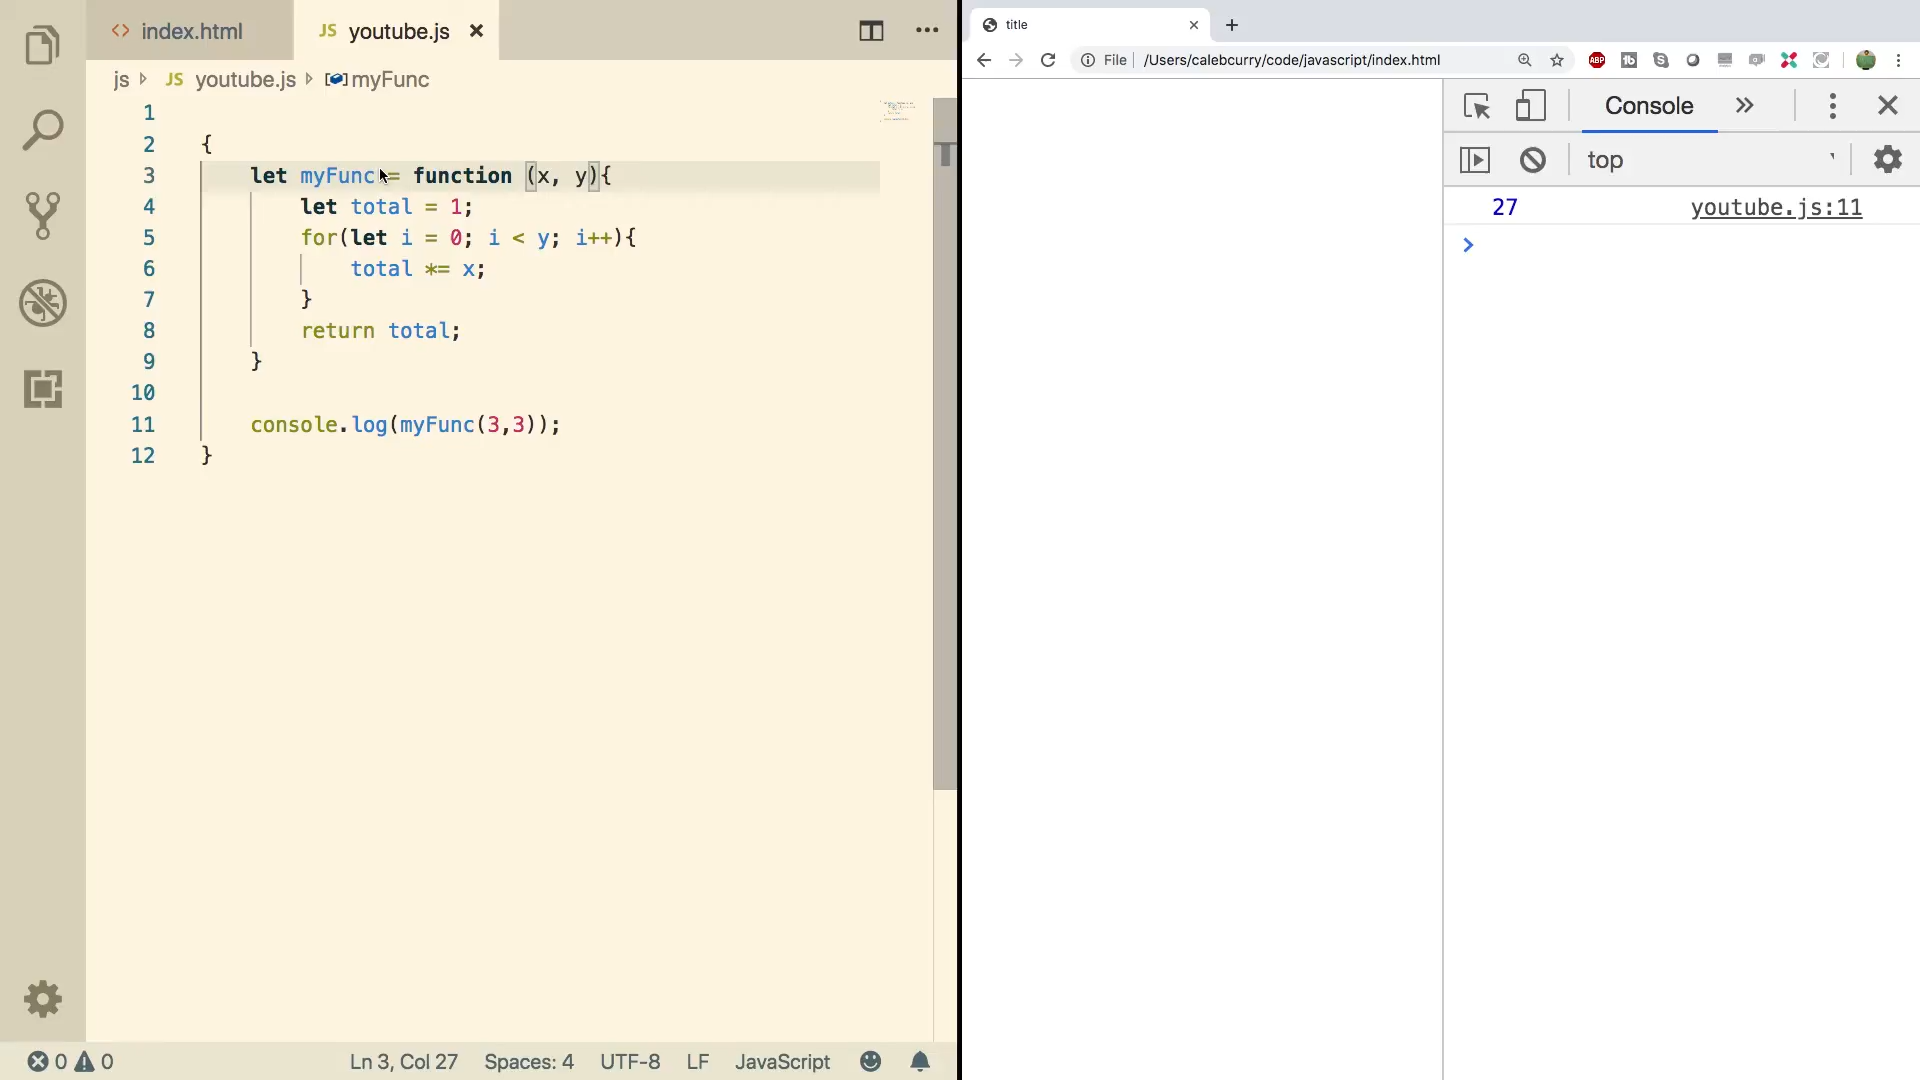 <> index.html JS youtube.js
js JS youtube.js myFunc
1
2 {
3 let myFunc = function (x, y){
4 let total = 1;
5 for(let i = 0; i < y; i++){
6 total *= x;
7 }
8 return total;
9 }
10
11 console.log(myFunc(3,3));
12 }
0 0 Ln 3, Col 27 Spaces: 4 UTF-8 LF JavaScript
title
File /Users/calebcurry/code/javascript/index.html ABP
Console
top
27 youtube.js:11